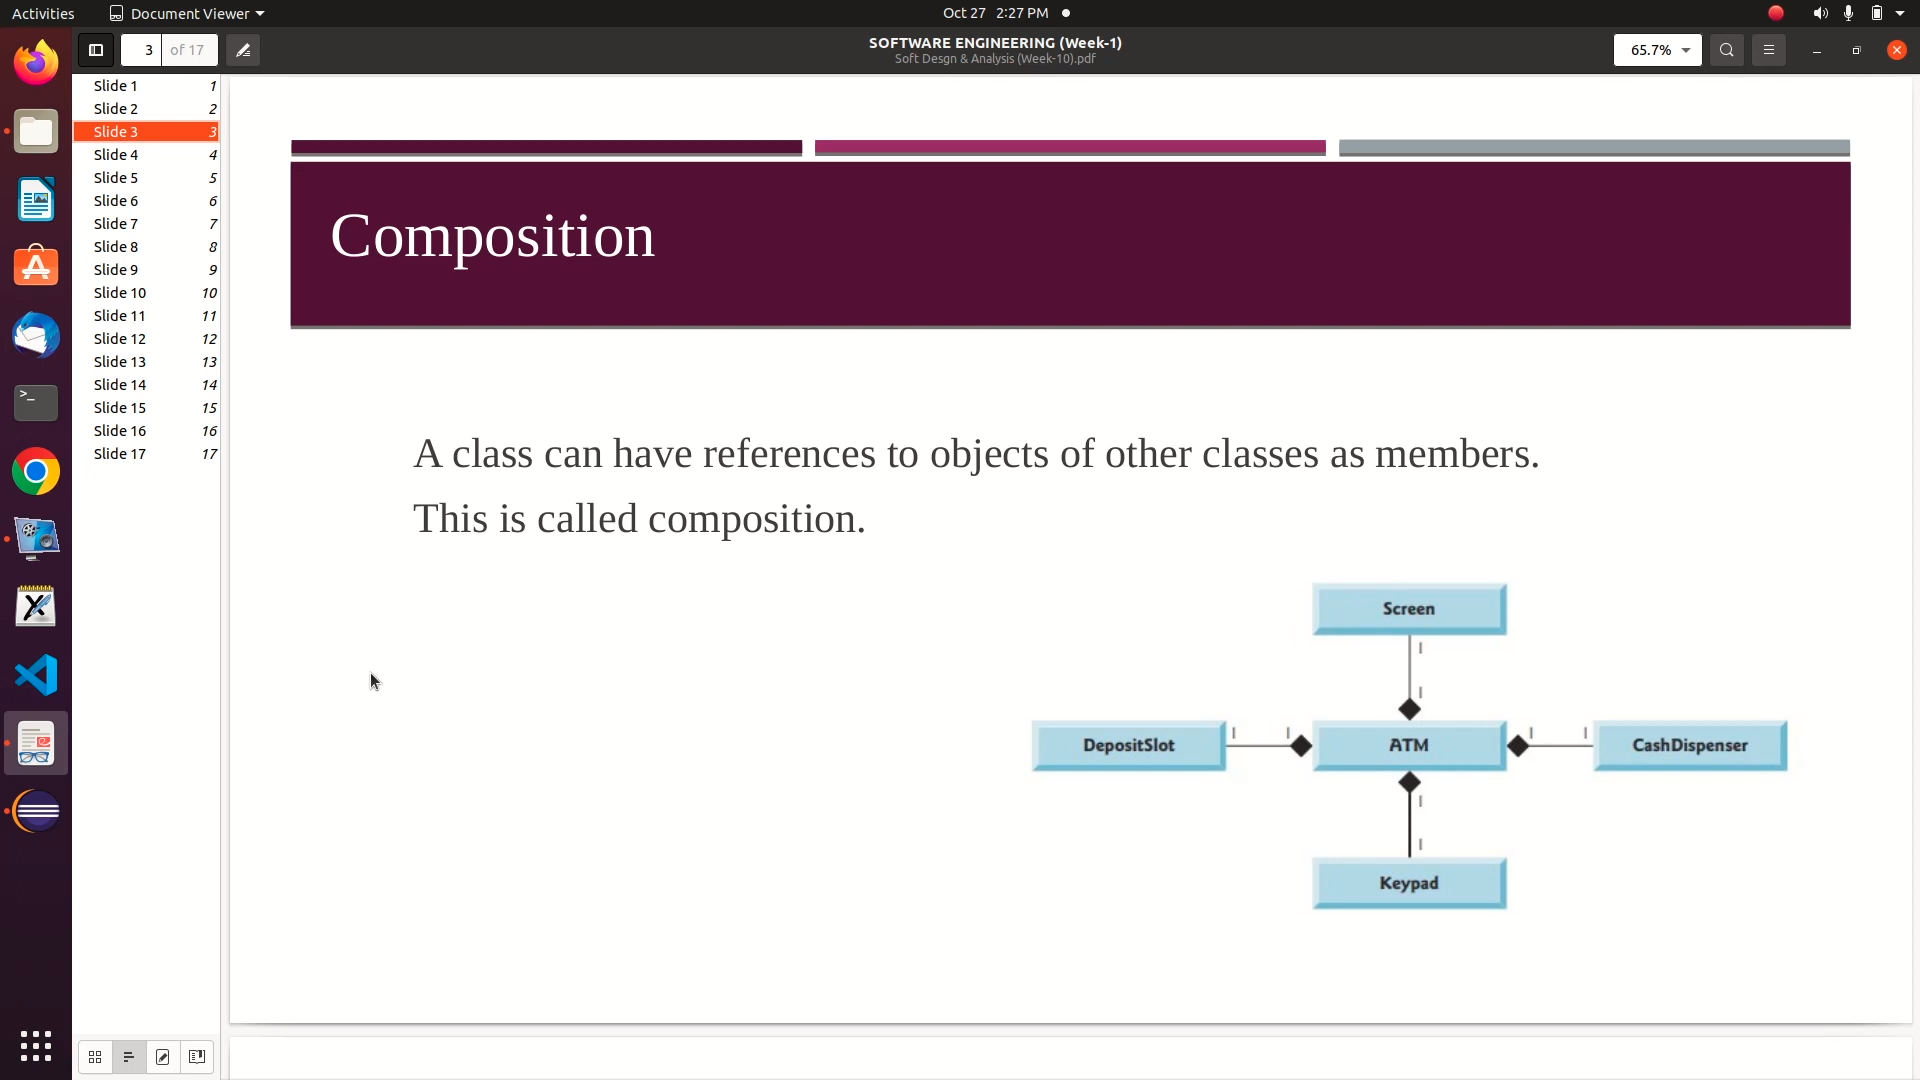 Activities
Document Viewer
Oct 27 2:27 PM
3
of 17
SOFTWARE ENGINEERING (Week-1)
Soft Desgn & Analysis (Week-10).pdf
65.7%
Slide 1 1
Slide 2 2
Slide 3 3
Slide 4 4
Slide 5 5
Slide 6 6
Slide 7 7
Slide 8 8
Slide 9 9
Slide 10 10
Slide 11 11
Slide 12 12
Slide 13 13
Slide 14 14
Slide 15 15
Slide 16 16
Slide 17 17
Composition
A class can have references to objects of other classes as members.
This is called composition.
Screen
1
1
DepositSlot
1 1
ATM
1 1
CashDispenser
1
1
Keypad